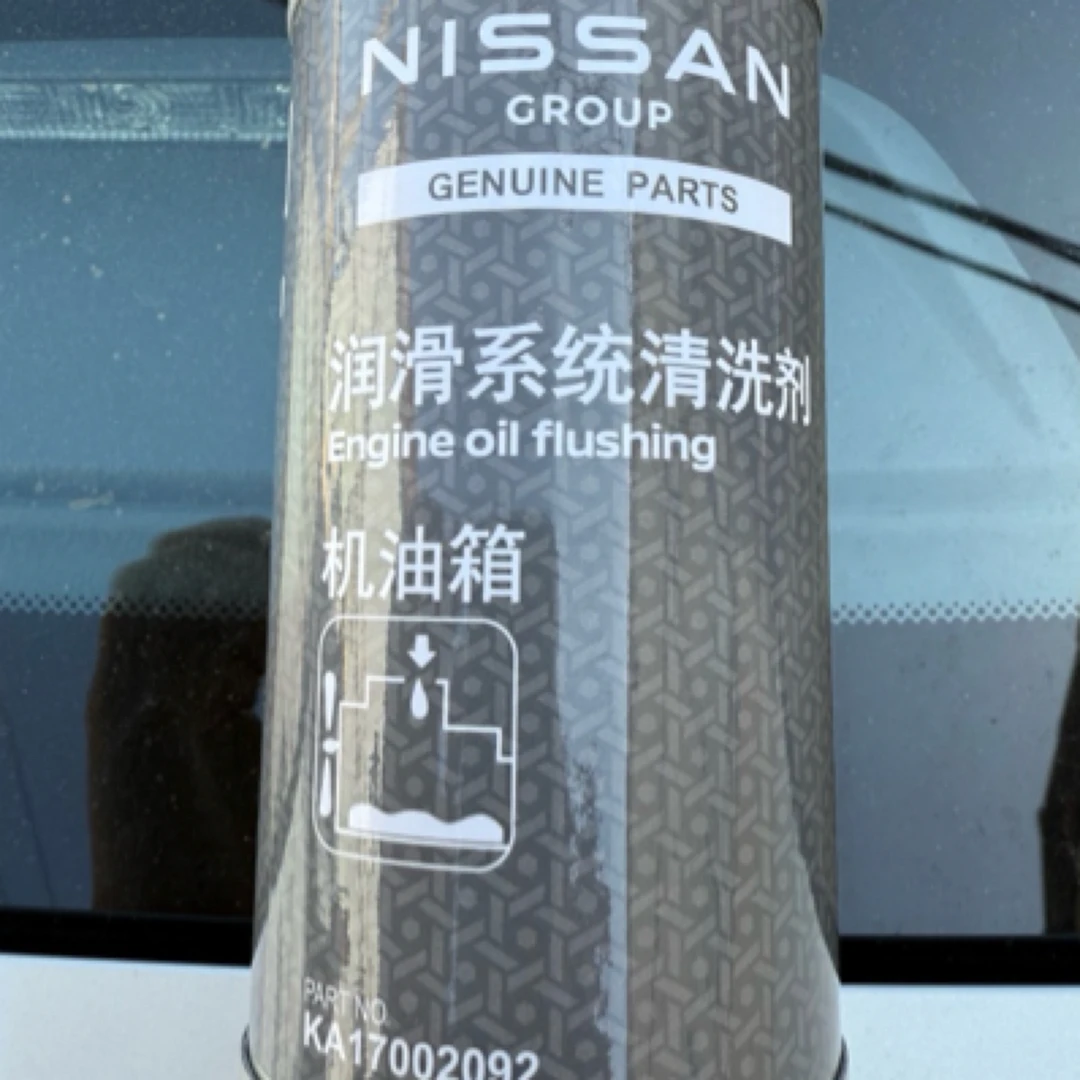 NISSAN
GROUP
GENUINE PARTS
润滑系统清洗剂
Engine oil flushing
机油箱
PART NO.
KA17002092